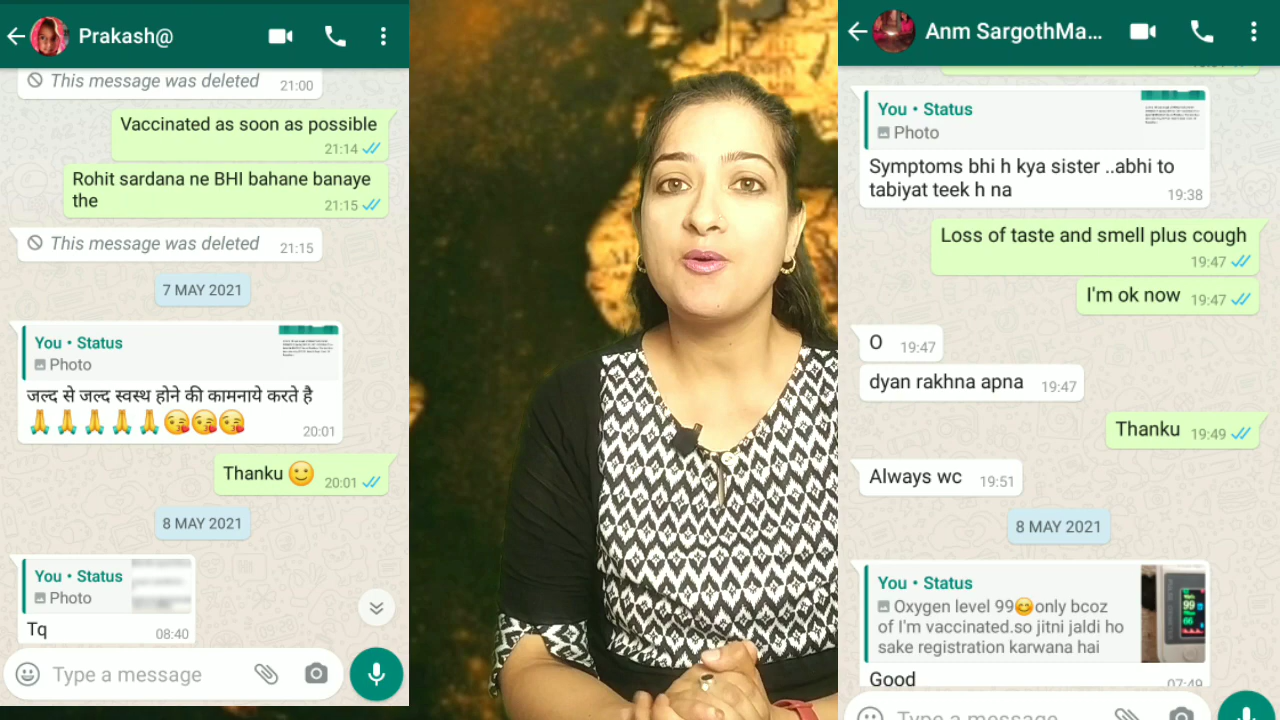 Prakash@
This message was deleted 21:00
Vaccinated as soon as possible
21:14
Rohit sardana ne BHI bahane banaye
the 21:15
This message was deleted 21:15
7 MAY 2021
You • Status
Photo
जल्द से जल्द स्वस्थ होने की कामनाये करते है
🙏🙏🙏🙏🙏😘😘😘 20:01
Thanku 🙂 20:01
8 MAY 2021
You • Status
Photo
Tq 08:40
Type a message
Anm SargothMa...
You • Status
Photo
Symptoms bhi h kya sister ..abhi to
tabiyat teek h na 19:38
Loss of taste and smell plus cough
19:47
I'm ok now 19:47
O 19:47
dyan rakhna apna 19:47
Thanku 19:49
Always wc 19:51
8 MAY 2021
You • Status
Oxygen level 99😊only bcoz
of I'm vaccinated.so jitni jaldi ho
sake registration karwana hai
99
Good 07:49
Type a message